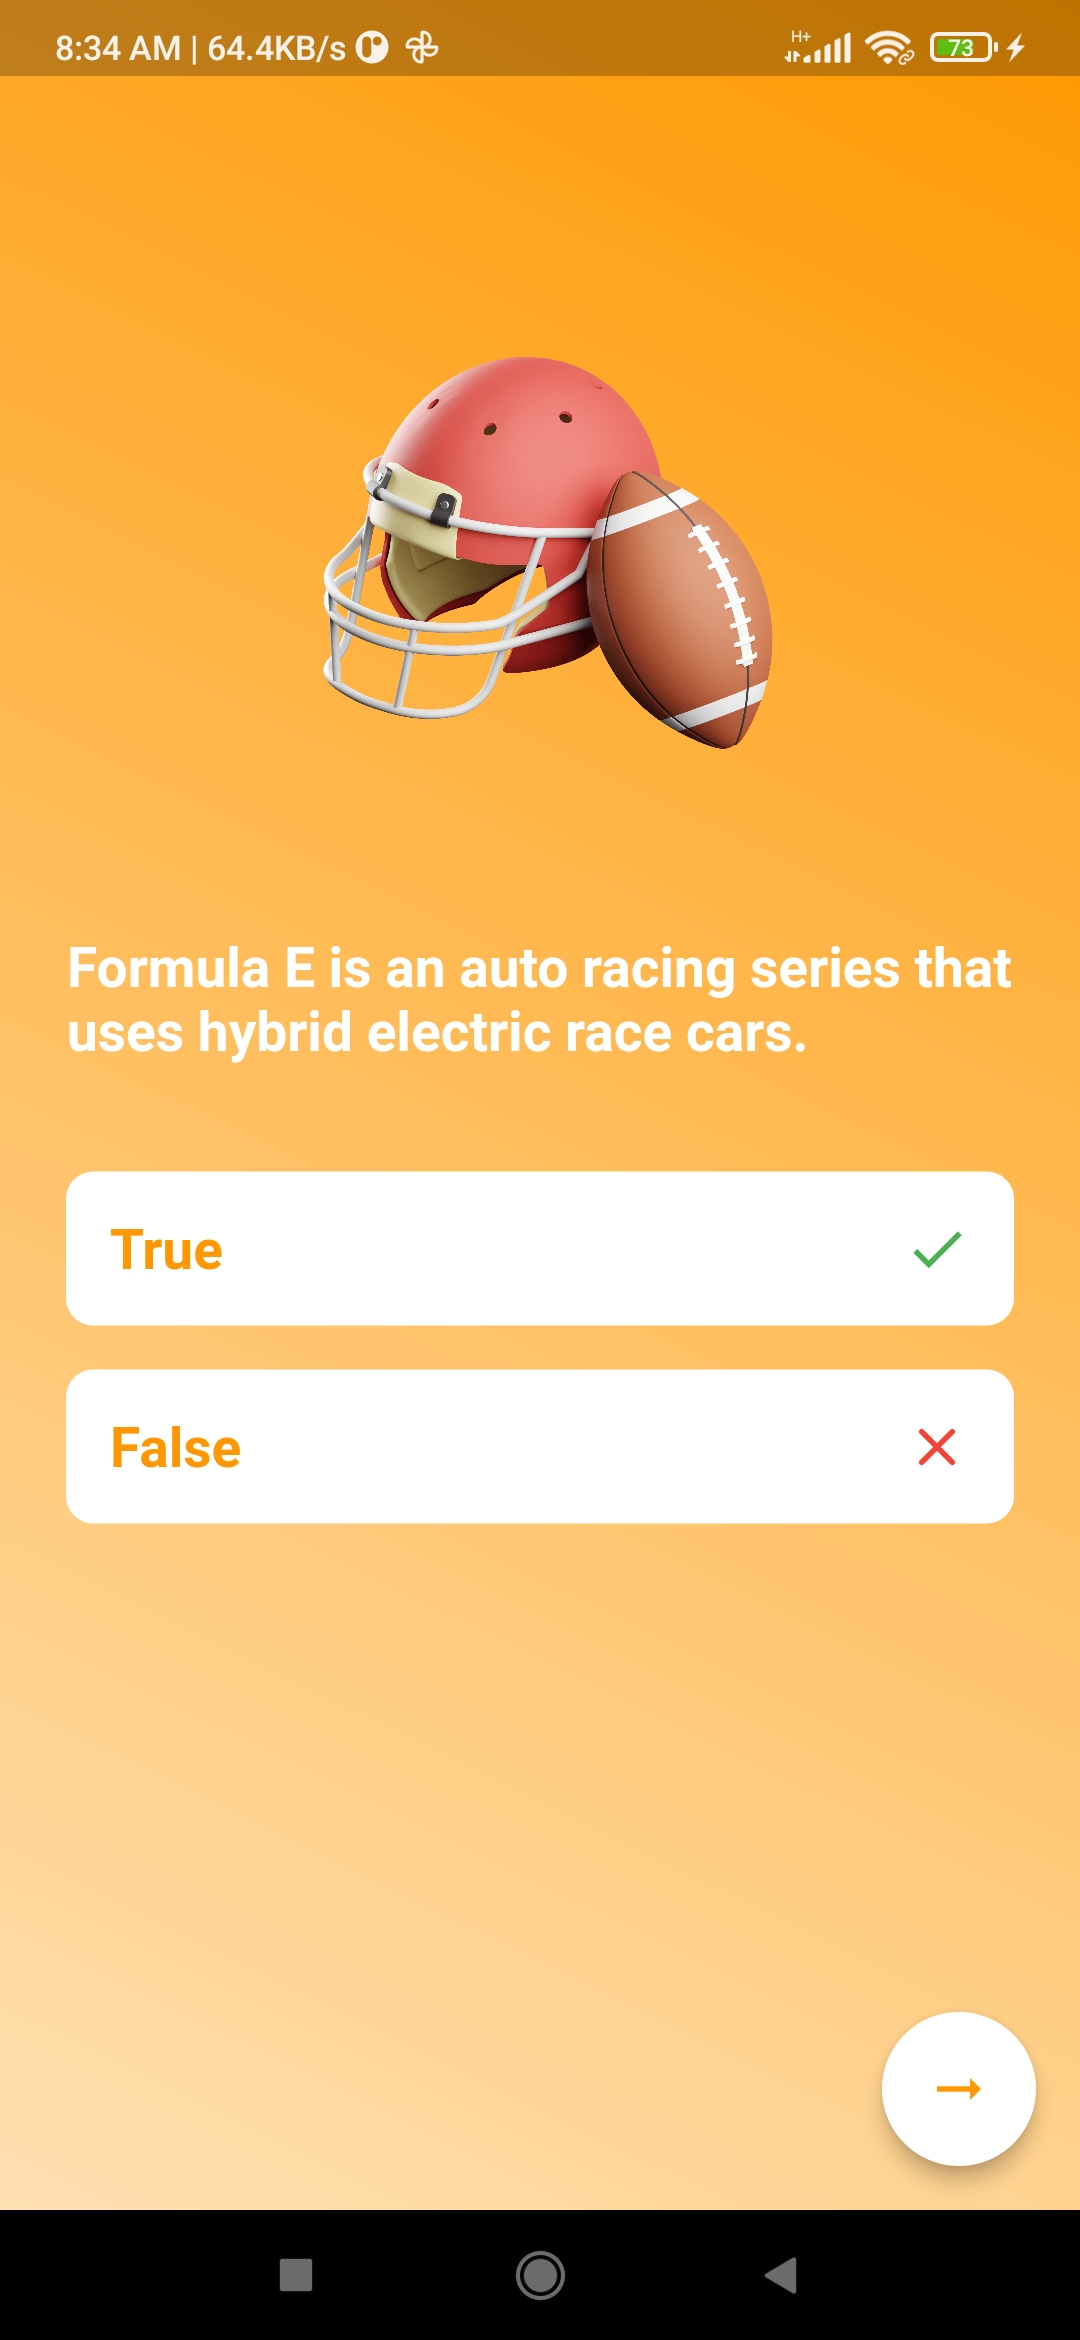 8:34 AM | 64.4KB/s
H+
73
Formula E is an auto racing series that
uses hybrid electric race cars.
True
False